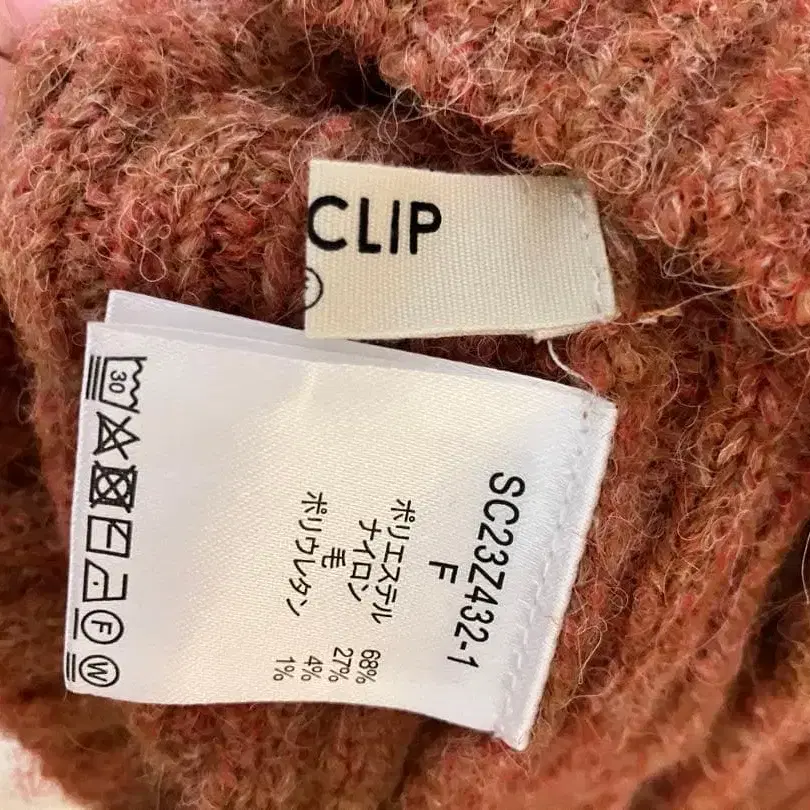 CLIP
SC23Z432-1
F
ポリエステル 68%
ナイロン 27%
毛 4%
ポリウレタン 1%
30
F
W